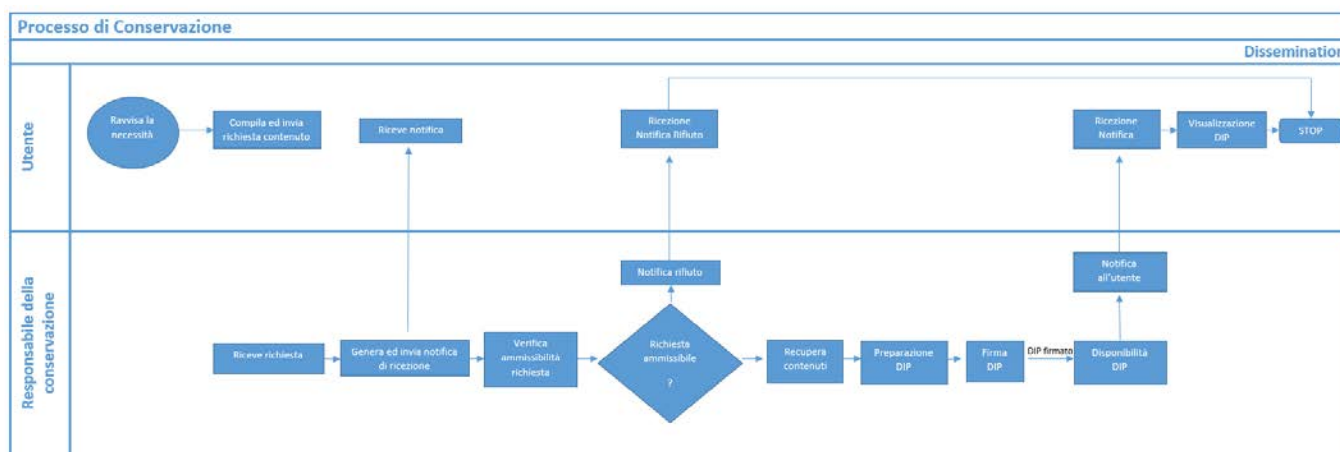 Processo di Conservazione
Dissemination
Utente
Ravvisa la
necessità
Compila ed invia
richiesta contenuto
Riceve notifica
Ricezione
Notifica Rifiuto
Ricezione
Notifica
Visualizzazione
DIP
STOP
Responsabile della
conservazione
Riceve richiesta
Genera ed invia notifica
di ricezione
Verifica
ammissibilità
richiesta
Notifica rifiuto
Richiesta
ammissibile
?
Recupera
contenuti
Preparazione
DIP
Firma
DIP
DIP firmato
Disponibilità
DIP
Notifica
all'utente